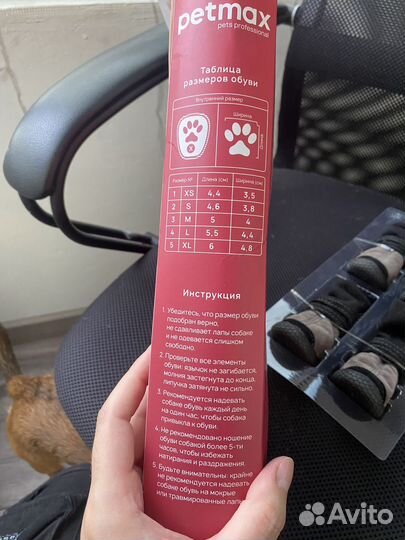 petmax
pets professional
Таблица
размеров обуви
Внутренний размер
Ширина
Длина
X
Размер № Длина (см) Ширина (см)
1 XS 4,4 3,5
2 S 4,6 3,8
3 M 5 4
4 L 5,5 4,4
5 XL 6 4,8
Инструкция
1. Убедитесь, что размер обуви
подобран верно,
не сдавливает лапы собаке
и не одевается слишком
свободно.
2. Проверьте все элементы
обуви: язычок не загибается,
молния застегнута до конца,
липучка затянута не сильно.
3. Рекомендуется надевать
собаке обувь каждый день
на один час, чтобы собака
привыкла к обуви.
4. Не рекомендовано ношение
обуви собакой более 5-ти
часов, чтобы избежать
натирания и раздражения.
5. Будьте внимательны: крайне
не рекомендуется надевать
собаке обувь на мокрые
или травмированные лапы
Avito